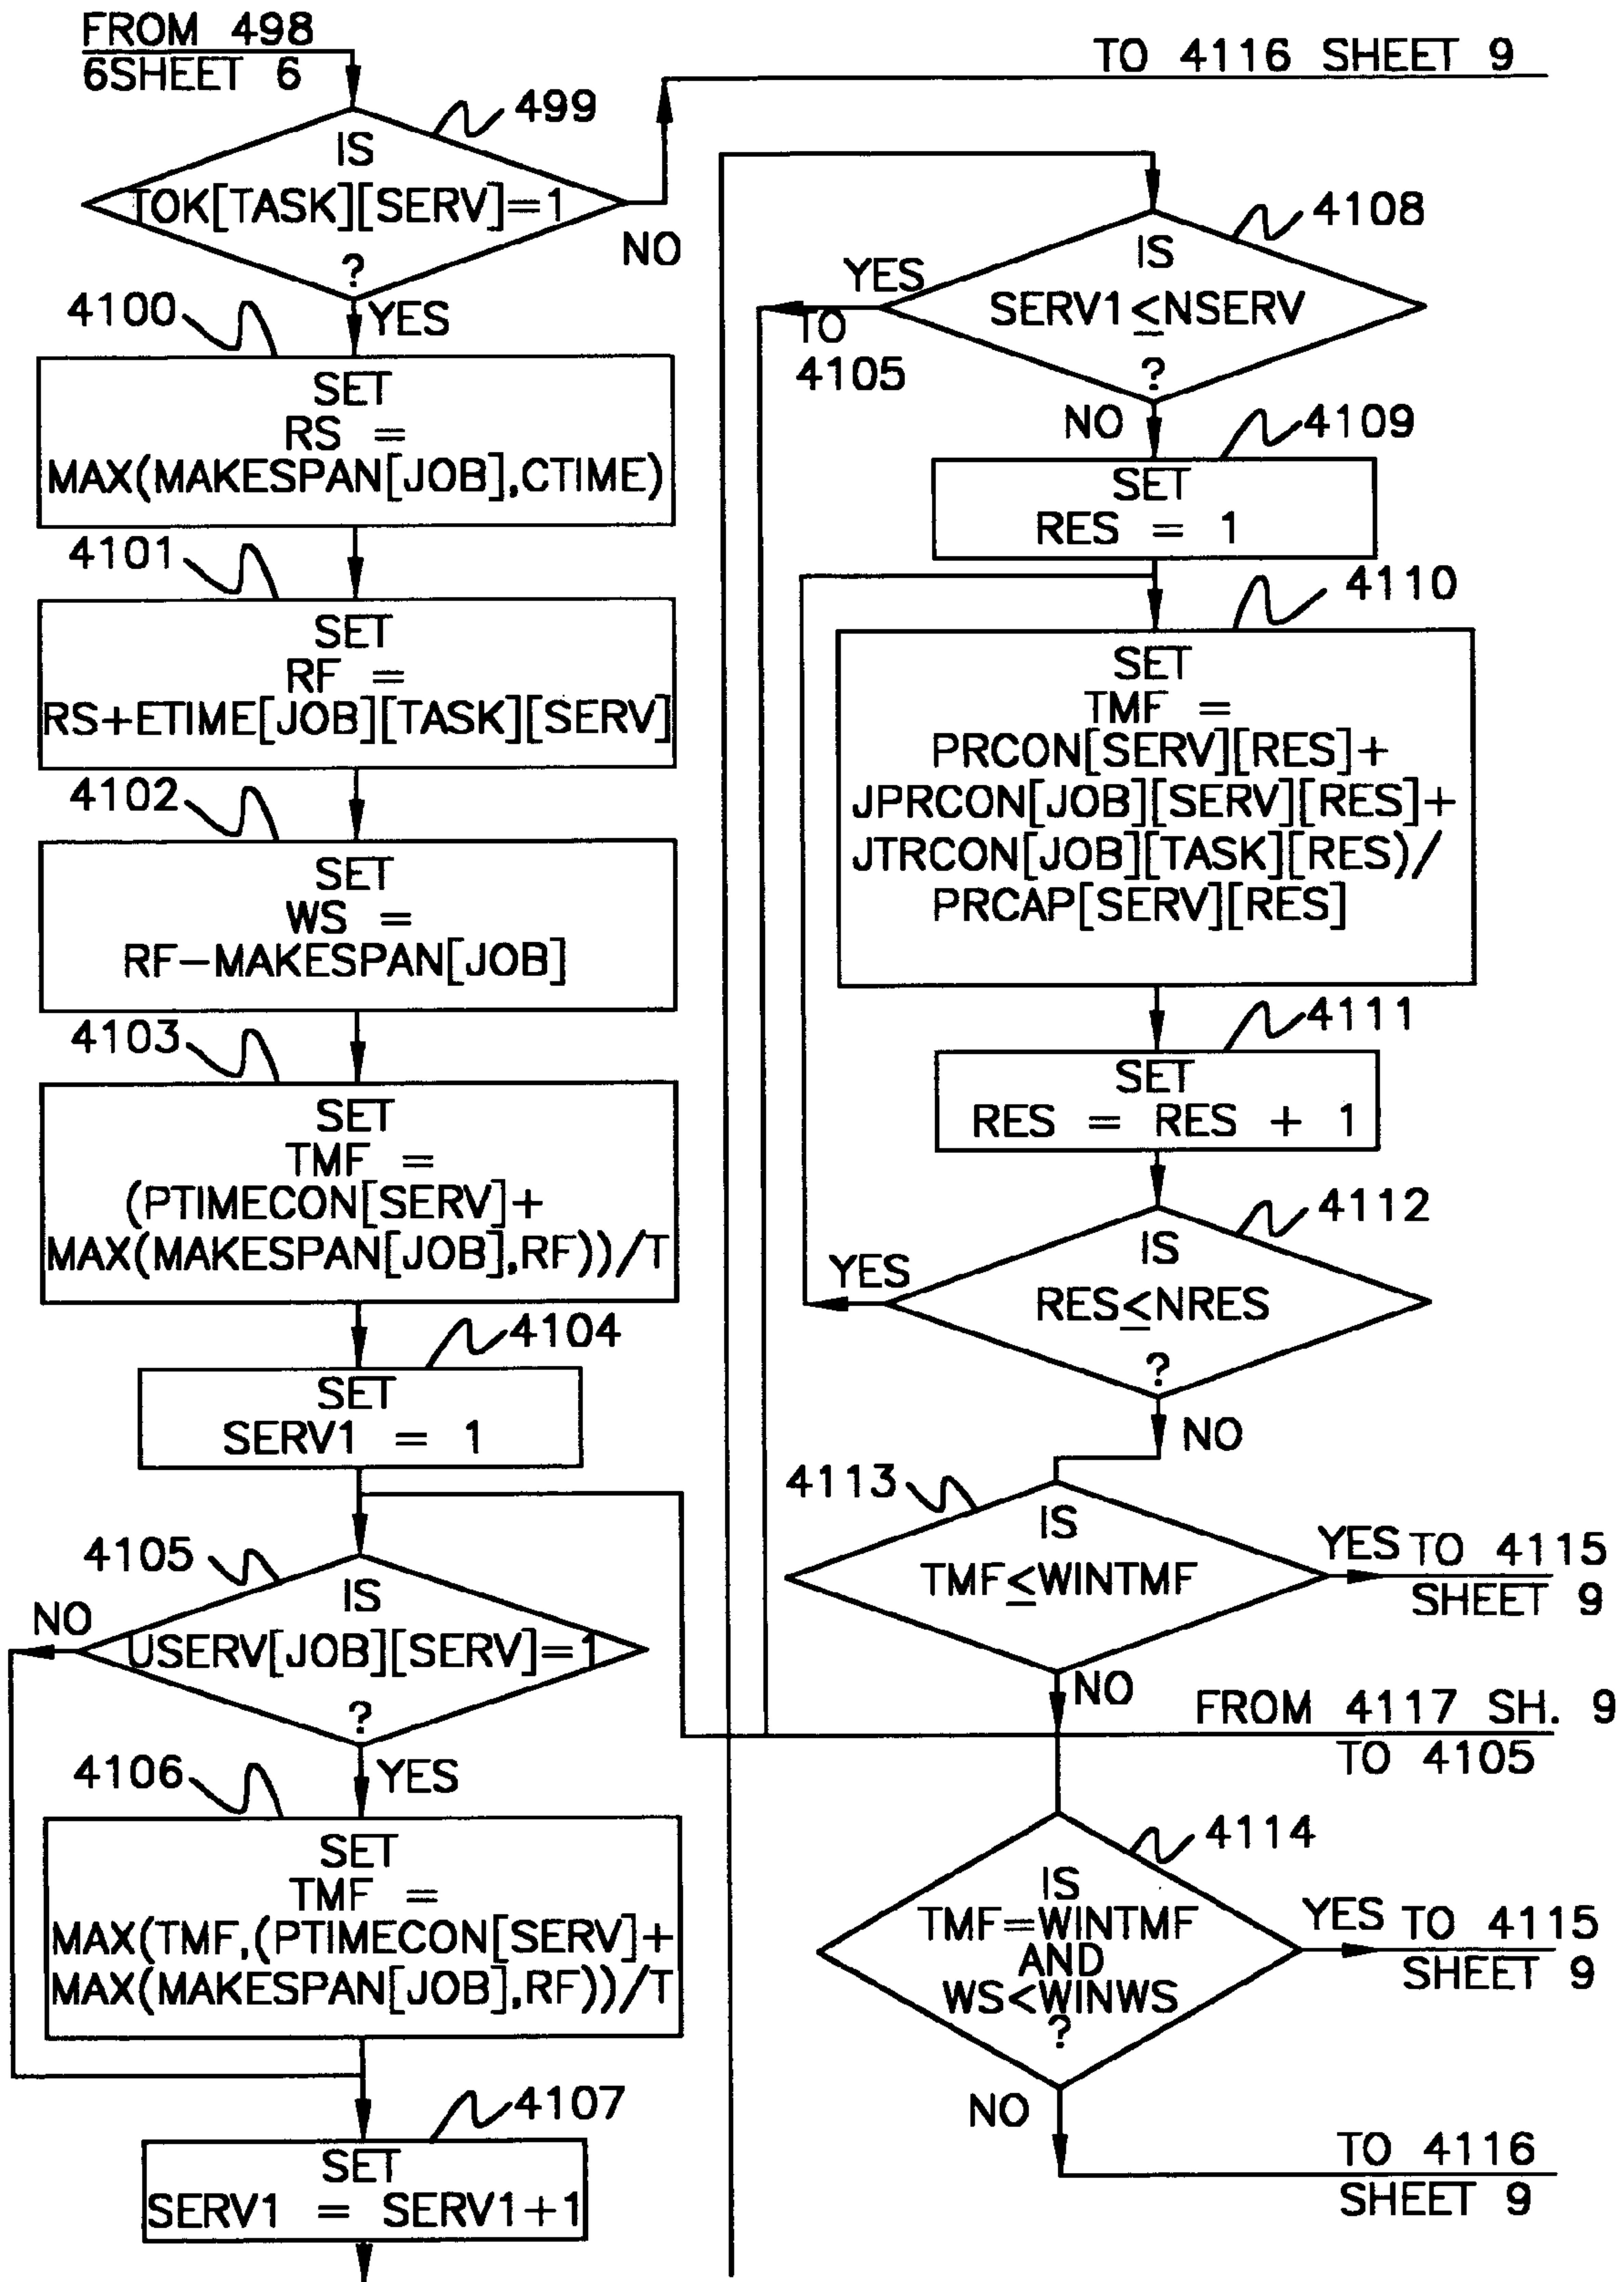 FROM 498
6SHEET 6
499
IS
TOK[TASK][SERV]=1
?
NO
YES
4100
SET
RS =
MAX(MAKESPAN[JOB],CTIME)
4101
SET
RF =
RS+ETIME[JOB][TASK][SERV]
4102
SET
WS =
RF-MAKESPAN[JOB]
4103
SET
TMF =
(PTIMECON[SERV]+
MAX(MAKESPAN[JOB],RF))/T
4104
SET
SERV1 = 1
4105
IS
USERV[JOB][SERV]=1
?
NO
YES
4106
SET
TMF =
MAX(TMF,(PTIMECON[SERV]+
MAX(MAKESPAN[JOB],RF))/T
4107
SET
SERV1 = SERV1+1
TO 4116 SHEET 9
4108
IS
SERV1≤NSERV
?
YES
TO
4105
NO
4109
SET
RES = 1
4110
SET
TMF =
PRCON[SERV][RES]+
JPRCON[JOB][SERV][RES]+
JTRCON[JOB][TASK][RES])/
PRCAP[SERV][RES]
4111
SET
RES = RES + 1
4112
IS
RES≤NRES
?
YES
NO
4113
IS
TMF≤WINTMF
YES TO 4115
SHEET 9
NO
FROM 4117 SH. 9
TO 4105
4114
IS
TMF=WINTMF
AND
WS<WINWS
?
YES TO 4115
SHEET 9
NO
TO 4116
SHEET 9